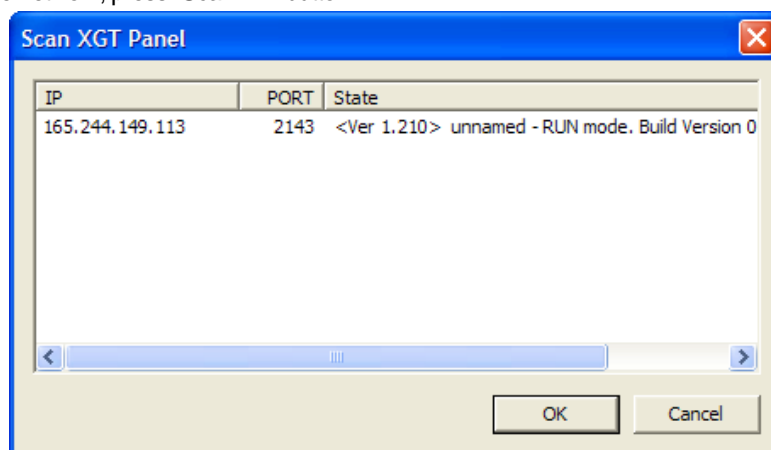 Scan XGT Panel
IP PORT State
165.244.149.113 2143 <Ver 1.210> unnamed - RUN mode. Build Version 0
OK Cancel